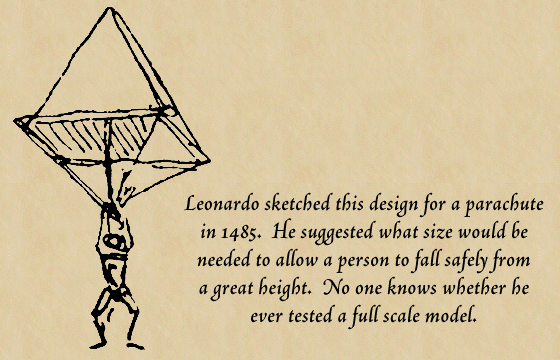 Leonardo sketched this design for a parachute
in 1485. He suggested what size would be
needed to allow a person to fall safely from
a great height. No one knows whether he
ever tested a full scale model.